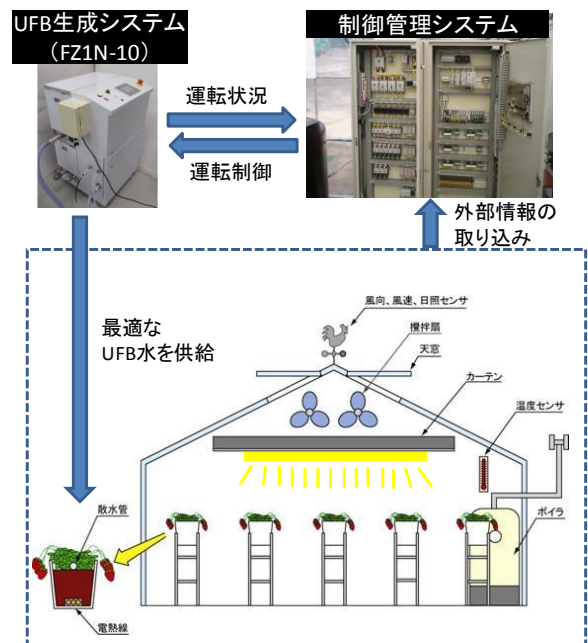 UFB生成システム
（FZ1N-10）
制御管理システム
運転状況
運転制御
外部情報の
取り込み
最適な
UFB水を供給
風向、風速、日照センサ
攪拌扇
天窓
カーテン
温度センサ
ボイラ
散水管
電熱線